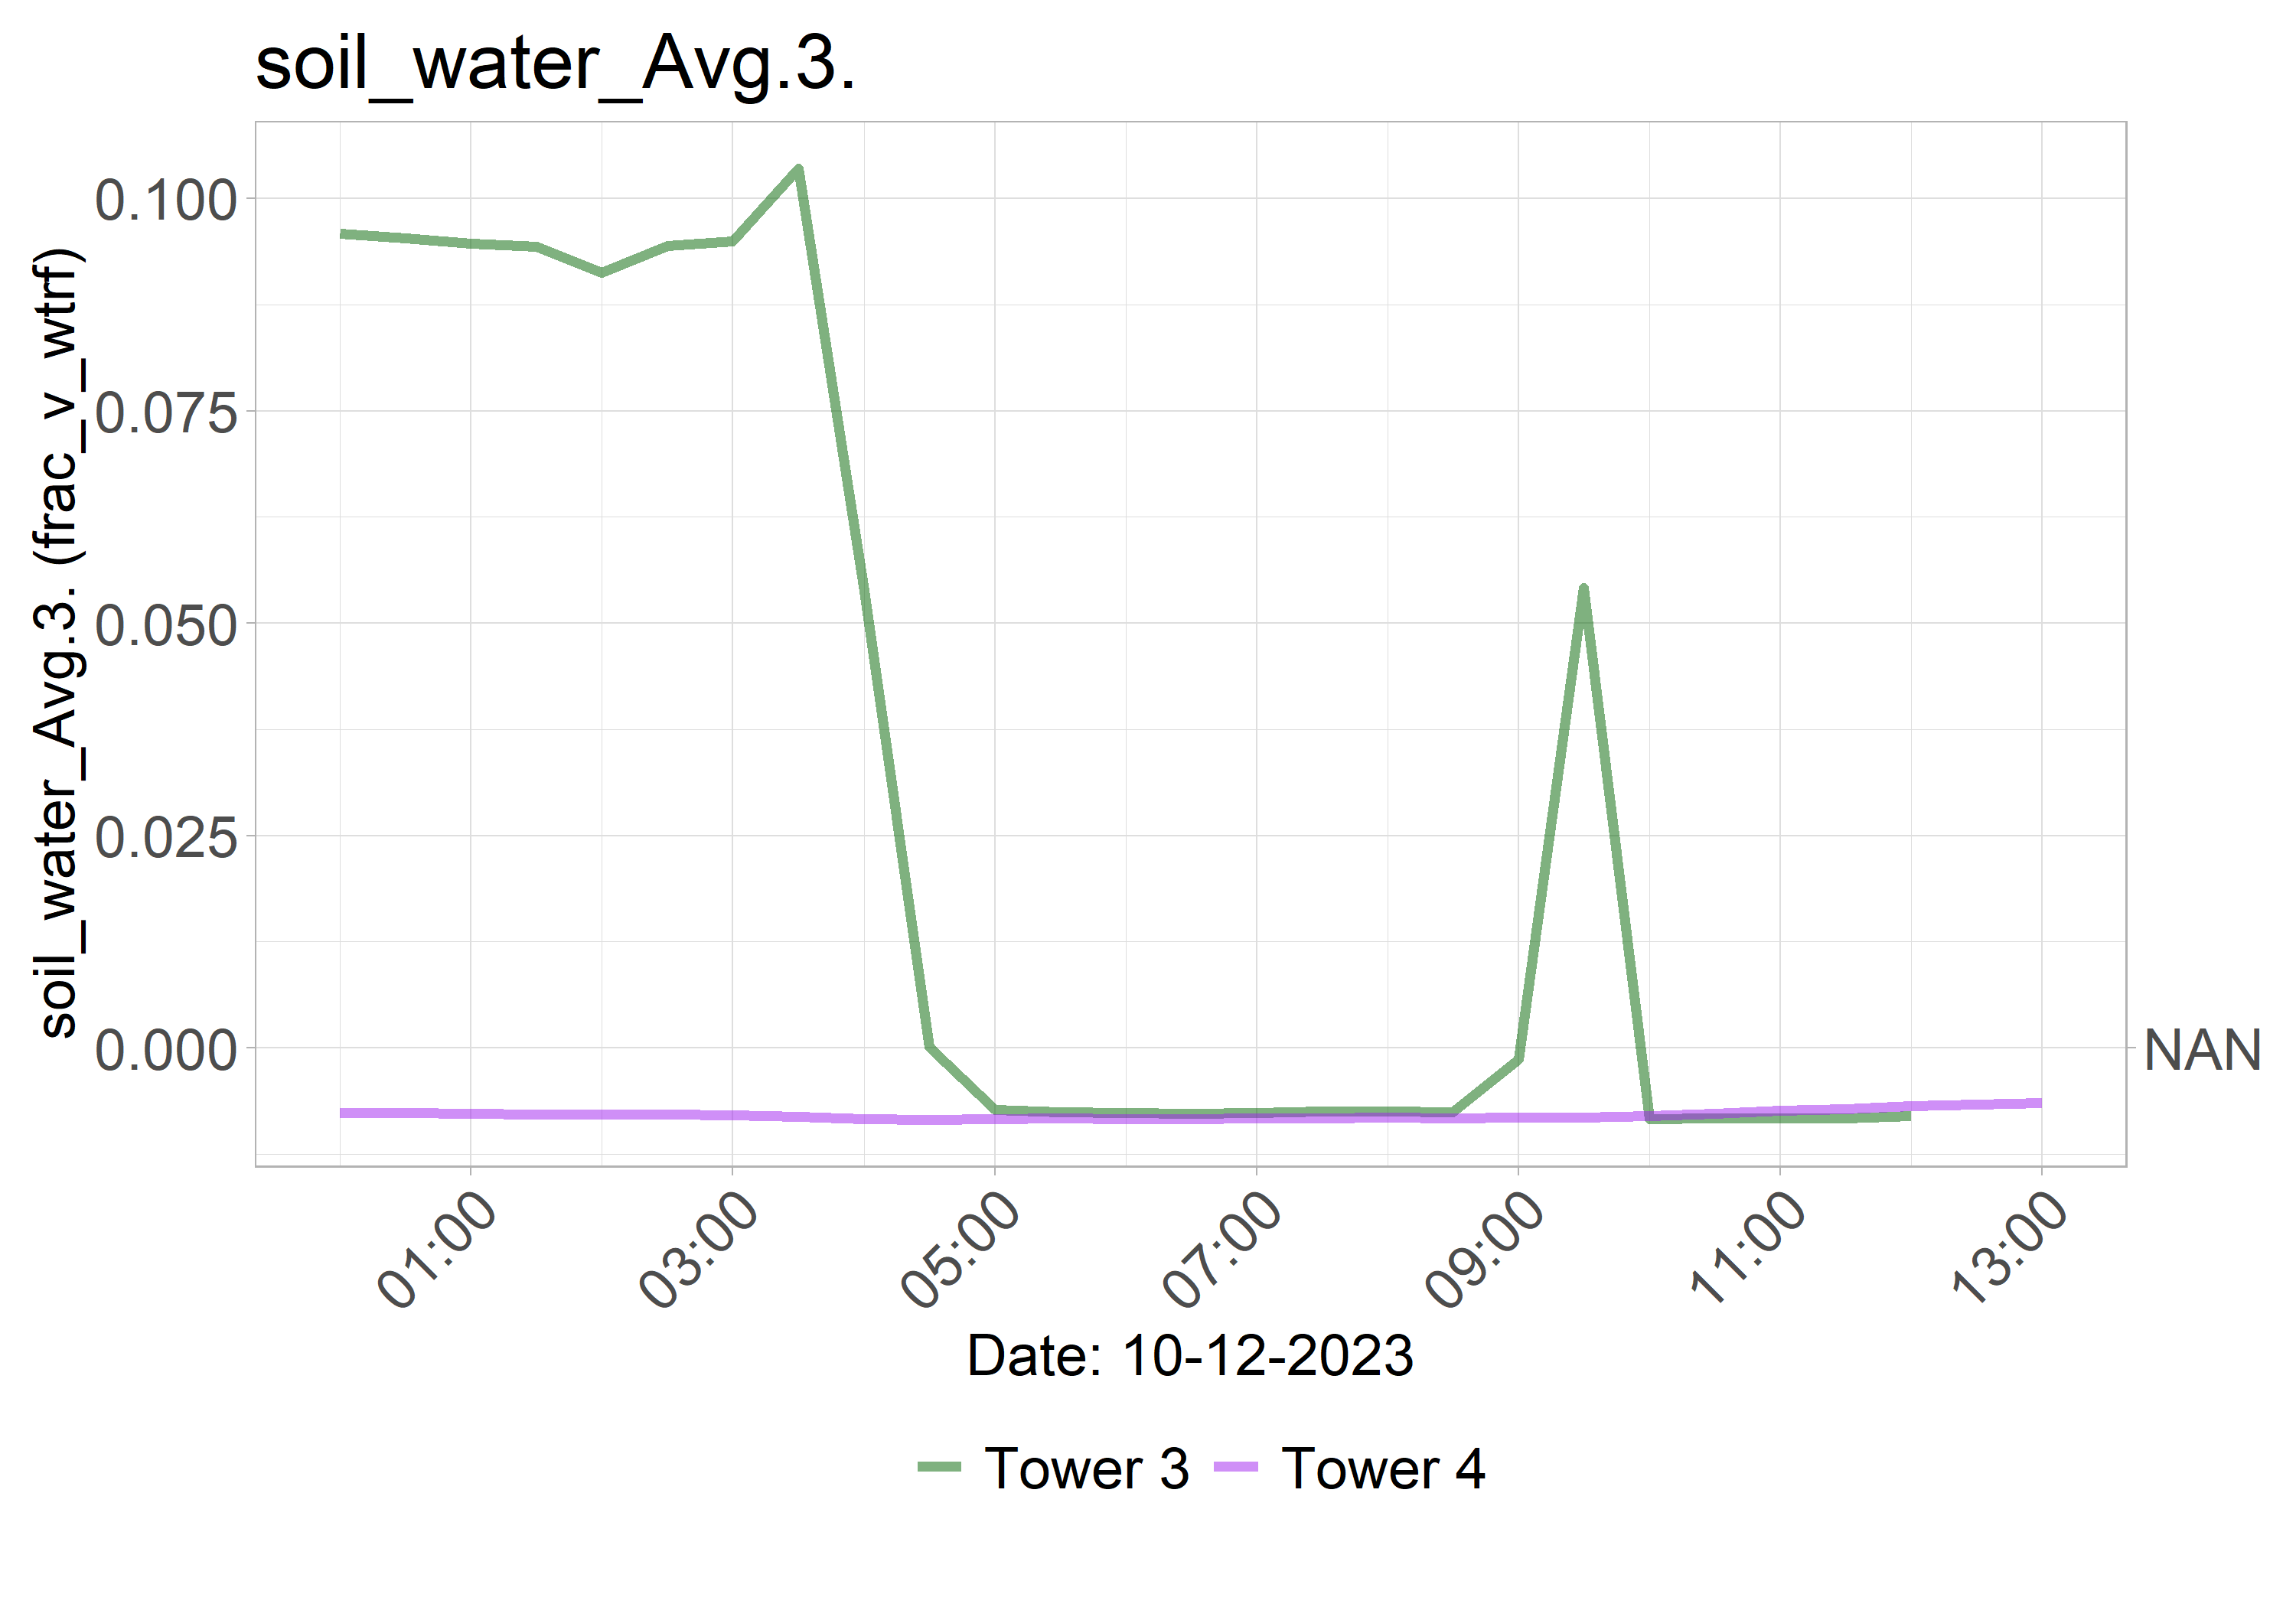 soil_water_Avg.3.
soil_water_Avg.3. (frac_v_wtrf)
0.100
0.075
0.050
0.025
0.000
NAN
01:00
03:00
05:00
07:00
09:00
11:00
13:00
Date: 10-12-2023
Tower 3
Tower 4